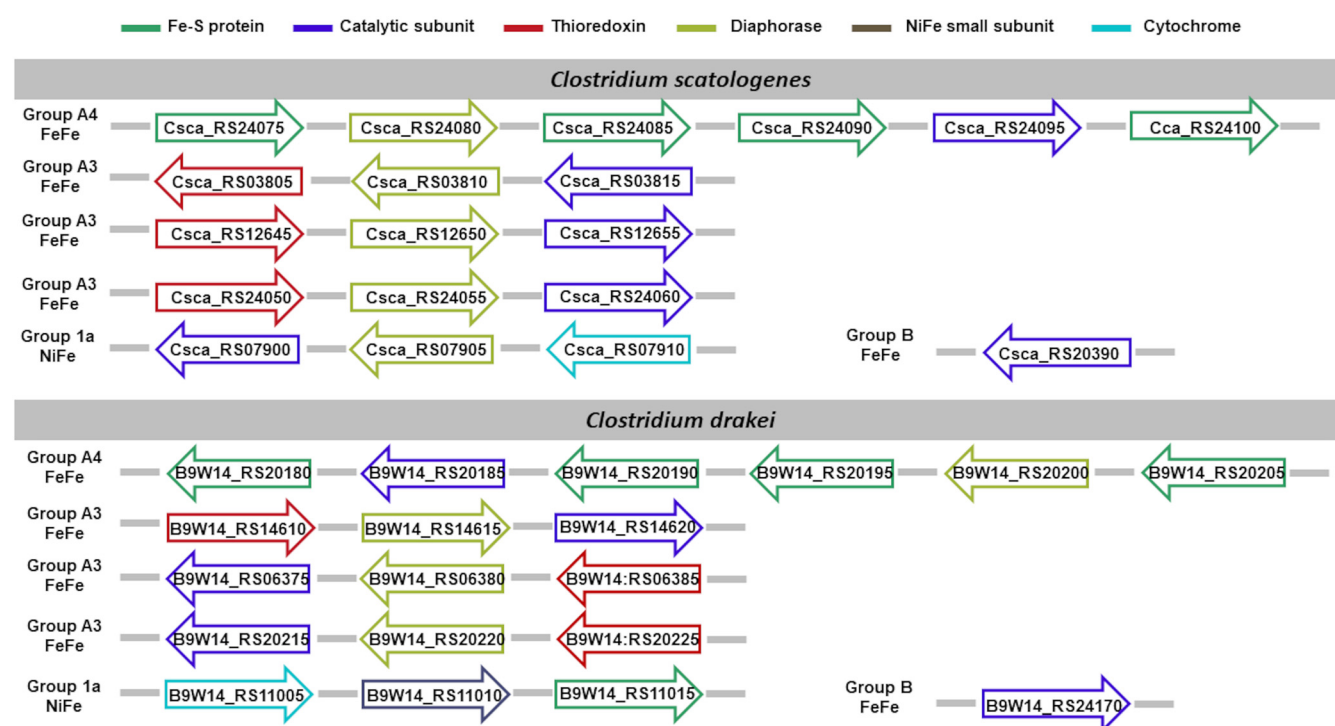 Fe-S protein Catalytic subunit Thioredoxin Diaphorase NiFe small subunit Cytochrome
Clostridium scatologenes
Group A4
FeFe
Csca_RS24075 Csca_RS24080 Csca_RS24085 Csca_RS24090 Csca_RS24095 Cca_RS24100
Group A3
FeFe
Csca_RS03805 Csca_RS03810 Csca_RS03815
Group A3
FeFe
Csca_RS12645 Csca_RS12650 Csca_RS12655
Group A3
FeFe
Csca_RS24050 Csca_RS24055 Csca_RS24060
Group 1a
NiFe
Csca_RS07900 Csca_RS07905 Csca_RS07910
Group B
FeFe
Csca_RS20390
Clostridium drakei
Group A4
FeFe
B9W14_RS20180 B9W14_RS20185 B9W14_RS20190 B9W14_RS20195 B9W14_RS20200 B9W14_RS20205
Group A3
FeFe
B9W14_RS14610 B9W14_RS14615 B9W14_RS14620
Group A3
FeFe
B9W14_RS06375 B9W14_RS06380 B9W14:RS06385
Group A3
FeFe
B9W14_RS20215 B9W14_RS20220 B9W14:RS20225
Group 1a
NiFe
B9W14_RS11005 B9W14_RS11010 B9W14_RS11015
Group B
FeFe
B9W14_RS24170